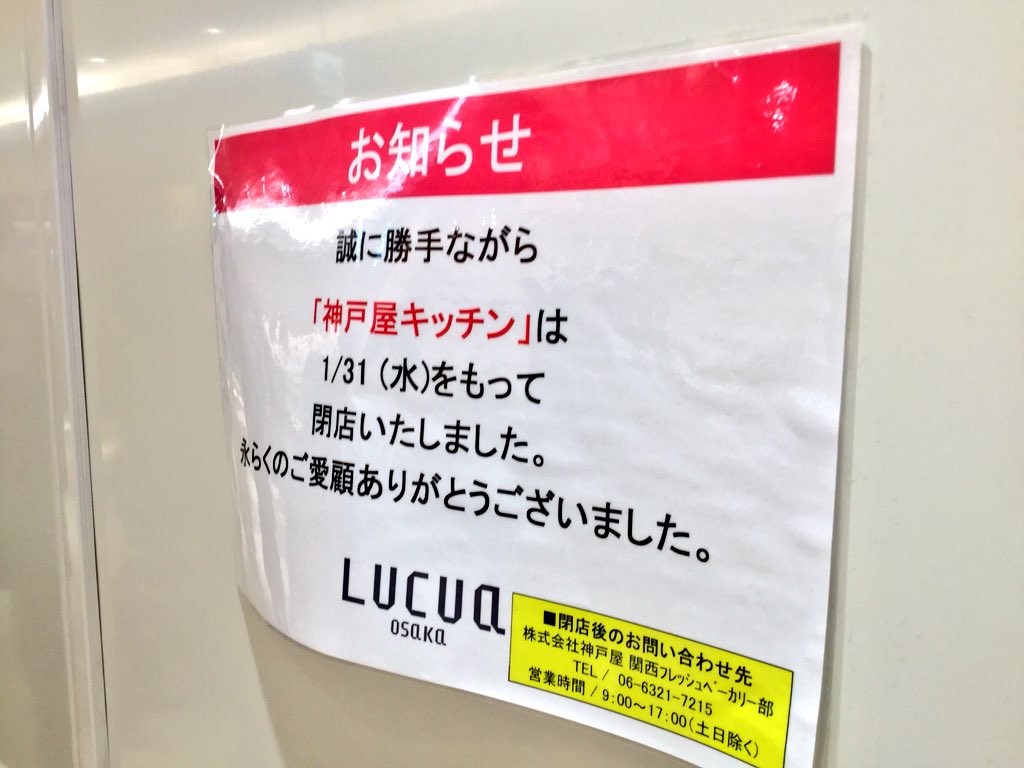 お知らせ
誠に勝手ながら
「神戸屋キッチン」は
1/31 (水)をもって
閉店いたしました。
永らくのご愛顧ありがとうございました。
LUCUA
OSAKA
■閉店後のお問い合わせ先
株式会社神戸屋 関西フレッシュベーカリー部
TEL / 06-6321-7215
営業時間 / 9:00～17:00(土日除く)